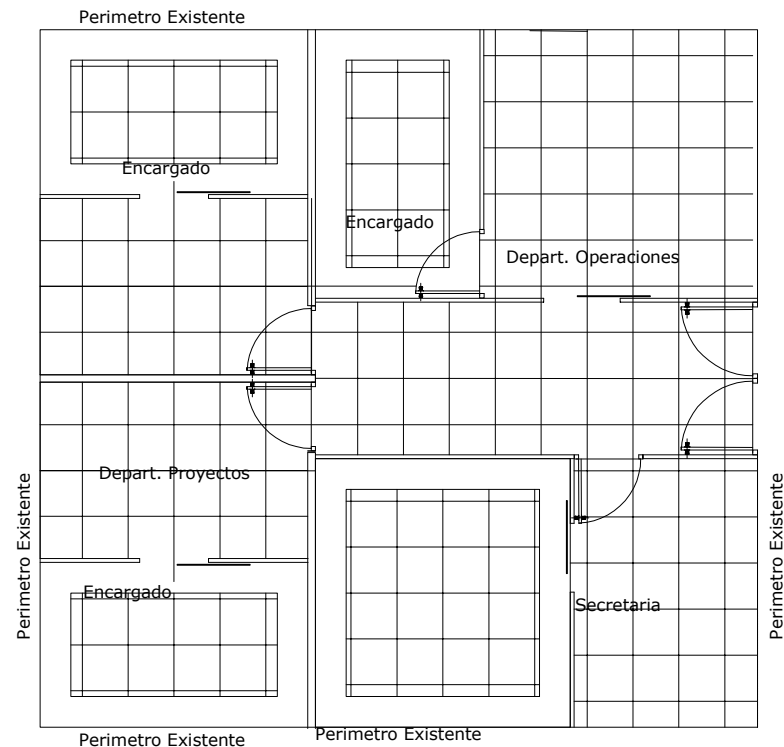 Perimetro Existente
Encargado
Encargado
Depart. Operaciones
Depart. Proyectos
Perimetro Existente
Perimetro Existente
Encargado
Secretaria
Perimetro Existente
Perimetro Existente